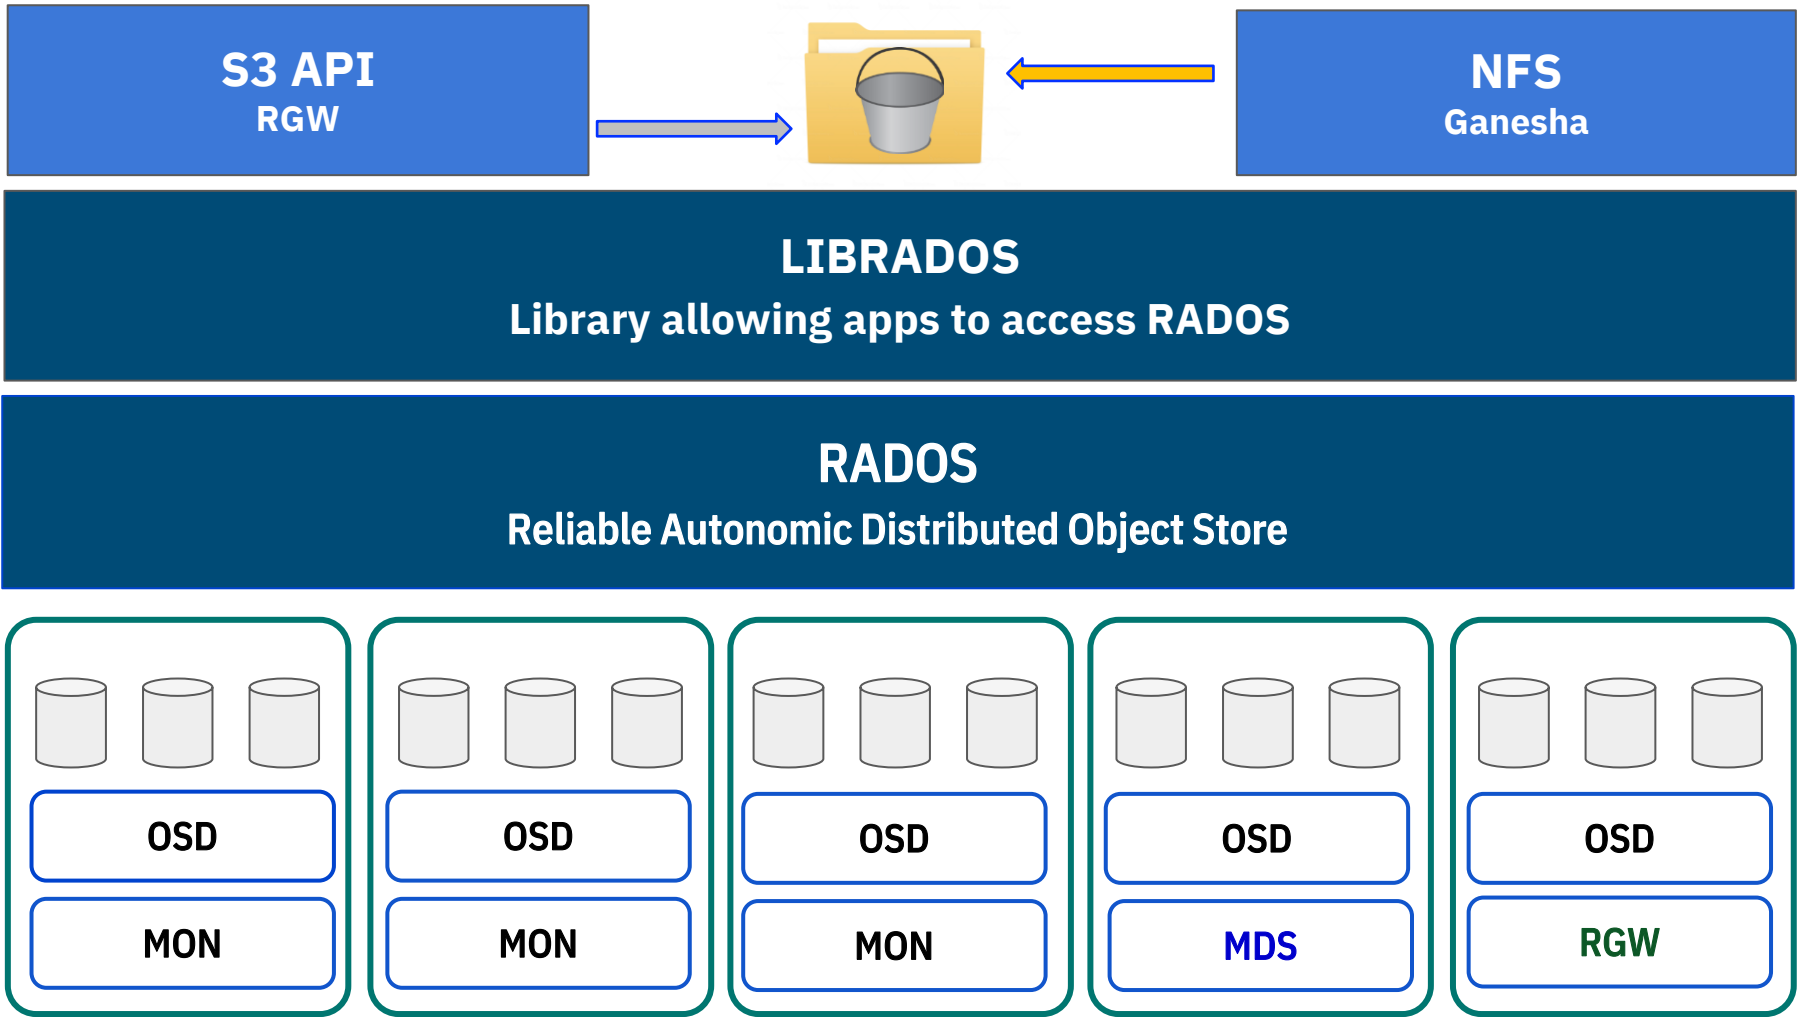 S3 API
RGW
NFS
Ganesha
LIBRADOS
Library allowing apps to access RADOS
RADOS
Reliable Autonomic Distributed Object Store
OSD
MON
OSD
MON
OSD
MON
OSD
MDS
OSD
RGW